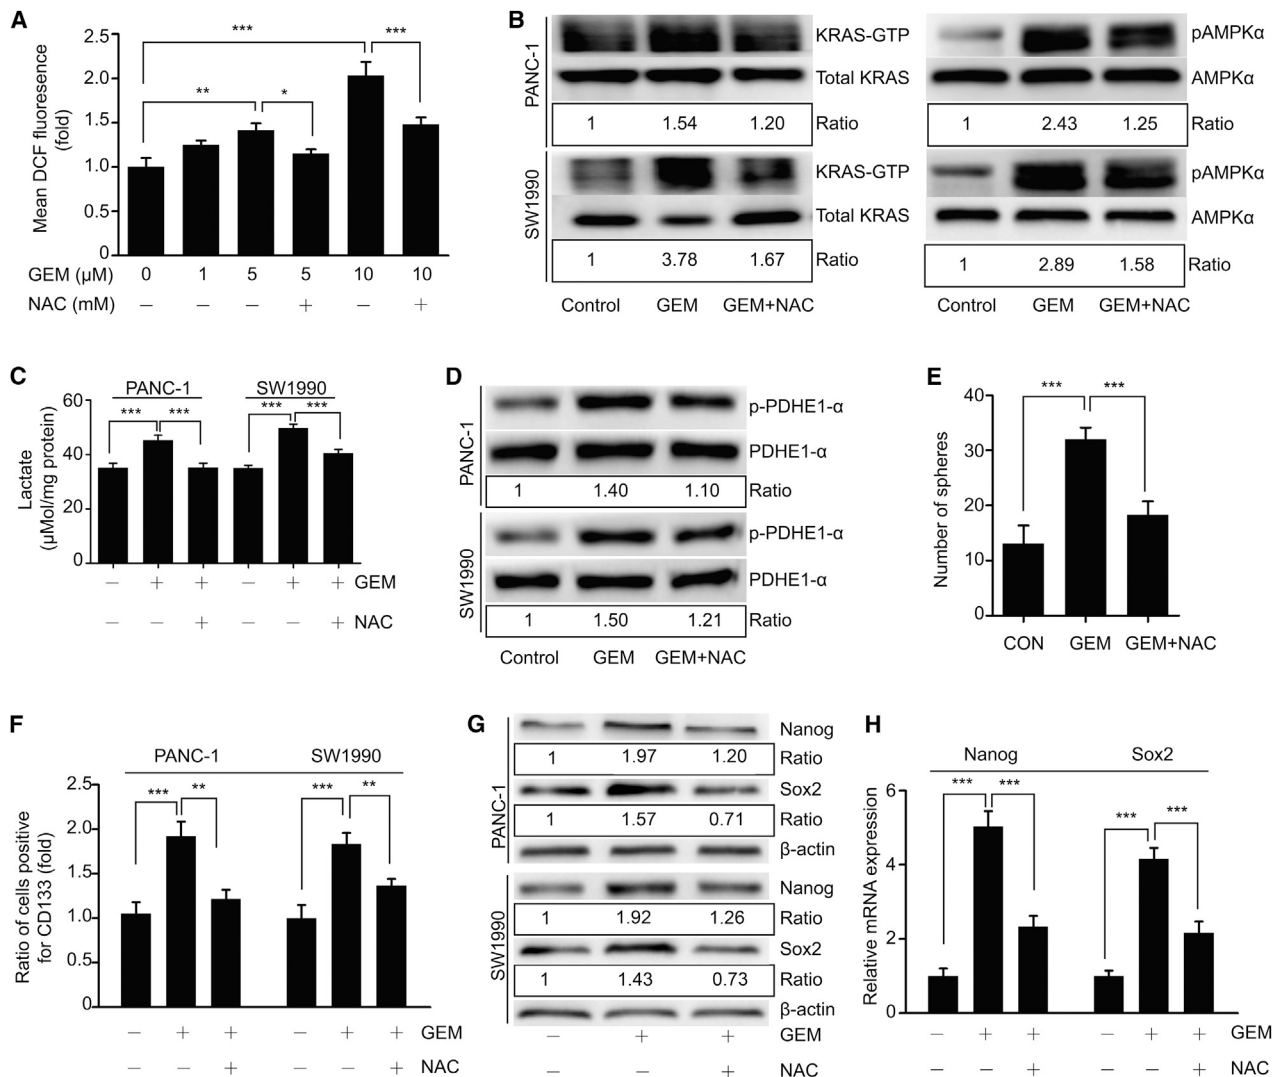 A
Mean DCF fluoresence
(fold)
2.5
2.0
1.5
1.0
0.5
0
***
***
**
*
GEM (μM) 0 1 5 5 10 10
NAC (mM) − − − + − +
B
PANC-1
KRAS-GTP
Total KRAS
1 1.54 1.20 Ratio
SW1990
KRAS-GTP
Total KRAS
1 3.78 1.67 Ratio
Control GEM GEM+NAC
pAMPKα
AMPKα
1 2.43 1.25 Ratio
pAMPKα
AMPKα
1 2.89 1.58 Ratio
Control GEM GEM+NAC
C
Lactate
(μMol/mg protein)
PANC-1 SW1990
60
40
20
0
*** *** *** ***
− + + − + + GEM
− − + − − + NAC
D
PANC-1
p-PDHE1-α
PDHE1-α
1 1.40 1.10 Ratio
SW1990
p-PDHE1-α
PDHE1-α
1 1.50 1.21 Ratio
Control GEM GEM+NAC
E
Number of spheres
40
30
20
10
0
*** ***
CON GEM GEM+NAC
F
Ratio of cells positive
for CD133 (fold)
PANC-1 SW1990
2.5
2.0
1.5
1.0
0.5
0
*** ** *** **
− + + − + + GEM
− − + − − + NAC
G
PANC-1
Nanog
1 1.97 1.20 Ratio
Sox2
1 1.57 0.71 Ratio
β-actin
SW1990
Nanog
1 1.92 1.26 Ratio
Sox2
1 1.43 0.73 Ratio
β-actin
− + + GEM
− − + NAC
H
Relative mRNA expression
Nanog Sox2
6
4
2
0
*** *** *** ***
− + + − + + GEM
− − + − − + NAC